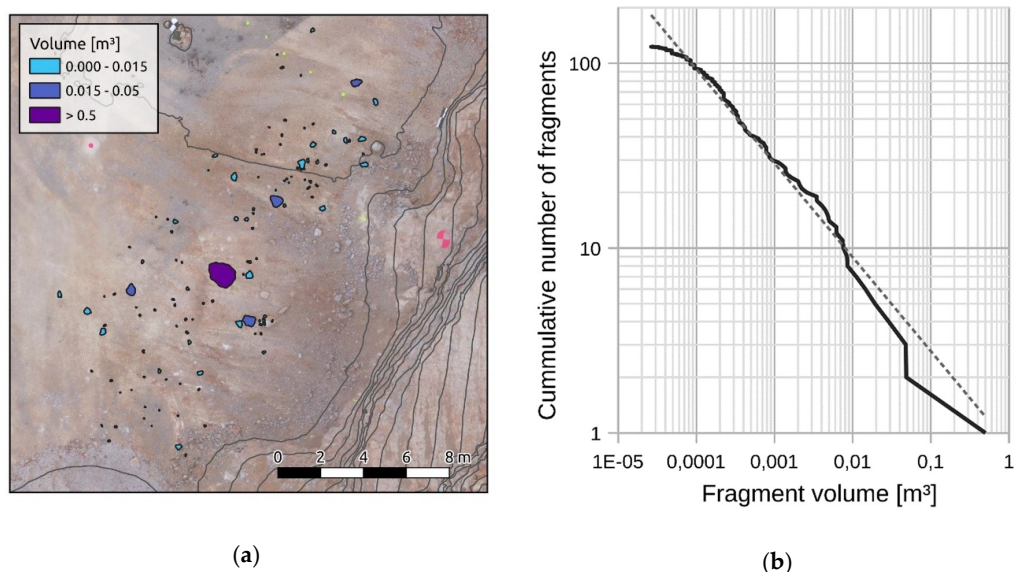 Volume [m³]
0.000 - 0.015
0.015 - 0.05
> 0.5
0 2 4 6 8 m
(a)
Cummulative number of fragments
100
10
1
1E-05 0,0001 0,001 0,01 0,1 1
Fragment volume [m³]
(b)